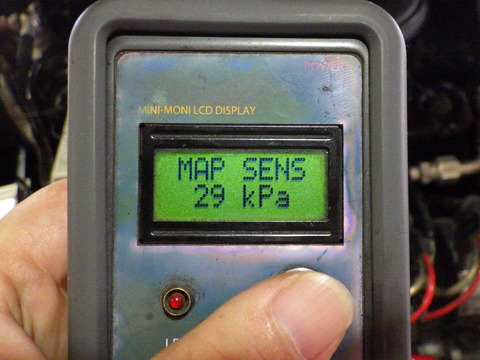 MINI-MONI LCD DISPLAY
MAP SENS
29 kPa